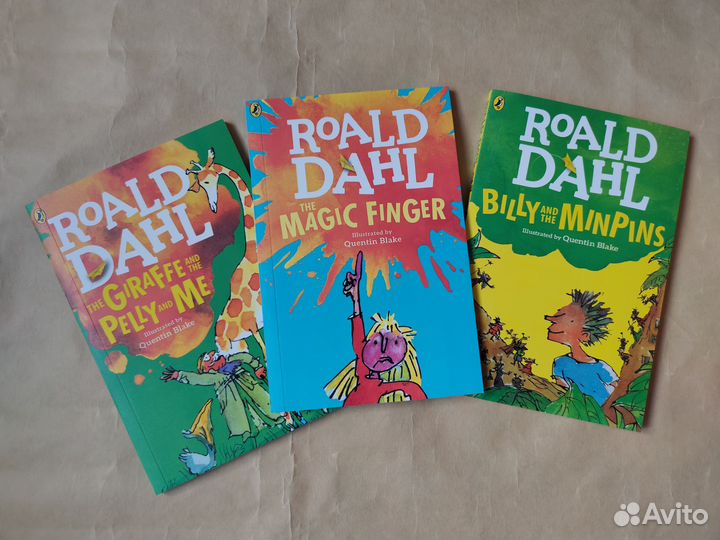 ROALD
DAHL
THE GIRAFFE AND THE
PELLY AND ME
Illustrated by
Quentin Blake
ROALD
DAHL
THE
MAGIC FINGER
Illustrated by
Quentin Blake
ROALD
DAHL
BILLY AND THE MINPINS
Illustrated by Quentin Blake
Avito